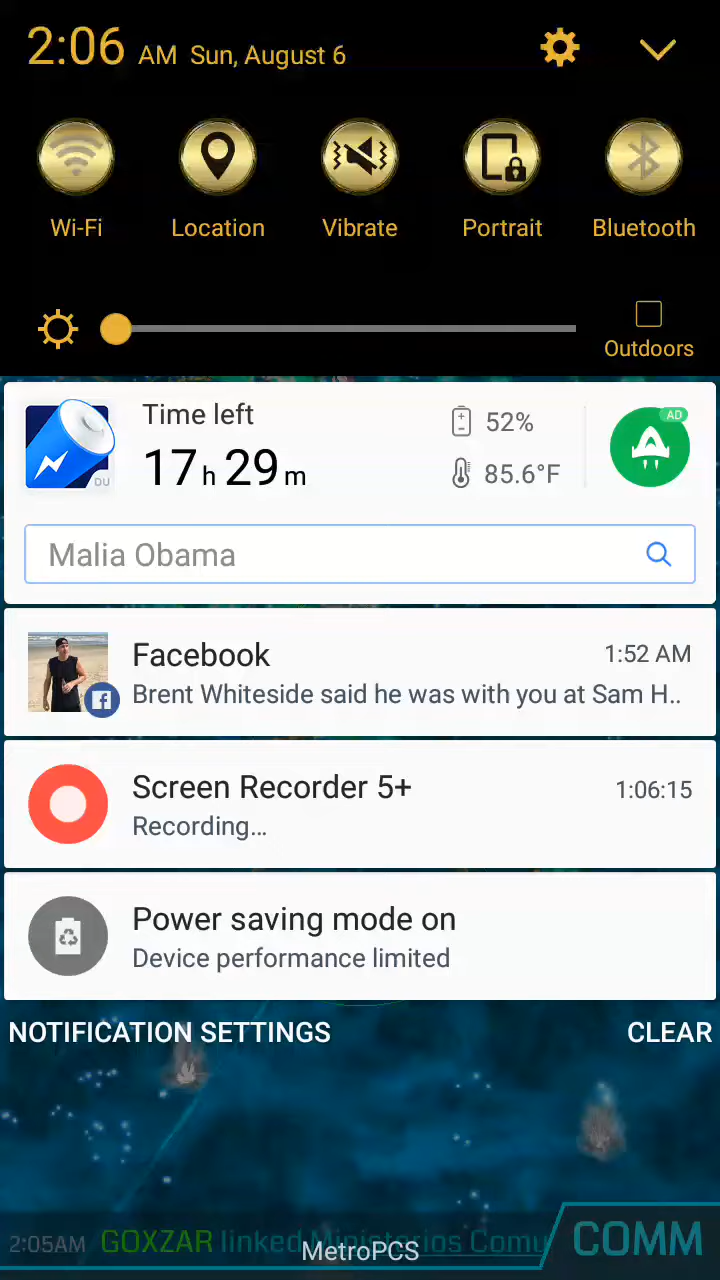 2:06 AM Sun, August 6
Wi-Fi Location Vibrate Portrait Bluetooth
Outdoors
Time left
52%
AD
17 h 29 m
85.6°F
DU
Malia Obama
Facebook 1:52 AM
Brent Whiteside said he was with you at Sam H..
Screen Recorder 5+ 1:06:15
Recording...
Power saving mode on
Device performance limited
NOTIFICATION SETTINGS CLEAR
2:05AM GOXZAR linked Ministerios Comu
COMM
MetroPCS